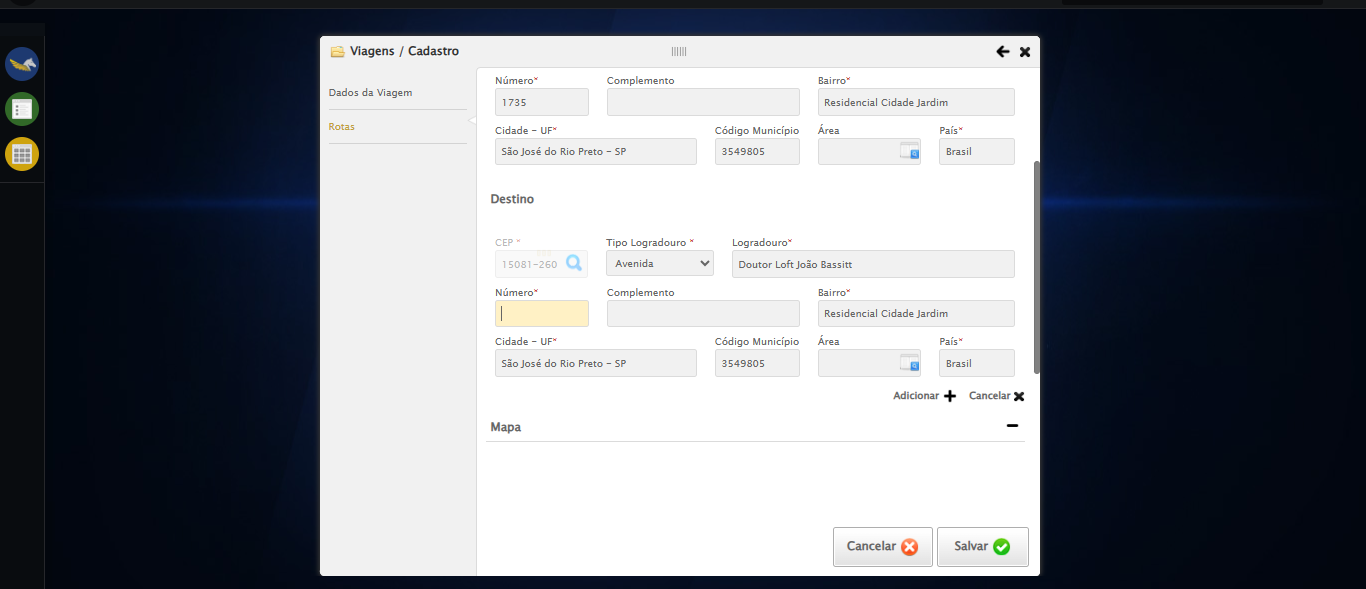 Viagens / Cadastro
Dados da Viagem
Rotas
Número* Complemento Bairro*
1735 Residencial Cidade Jardim
Cidade - UF* Código Município Área País*
São José do Rio Preto - SP 3549805 Brasil
Destino
CEP * Tipo Logradouro * Logradouro*
15081-260 Avenida Doutor Loft João Bassitt
Número* Complemento Bairro*
Residencial Cidade Jardim
Cidade - UF* Código Município Área País*
São José do Rio Preto - SP 3549805 Brasil
Adicionar Cancelar
Mapa
Cancelar Salvar